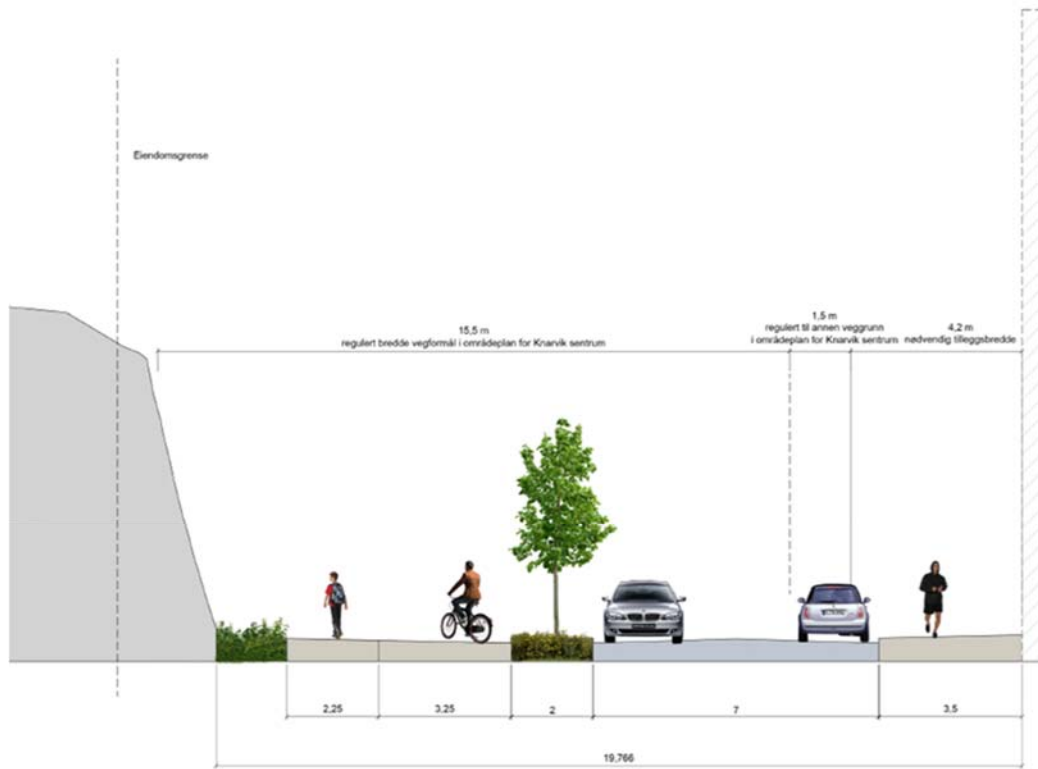 Eiendomsgrense
15,5 m
regulert bredde vegformål i områdeplan for Knarvik sentrum
1,5 m
regulert til annen veggrunn
i områdeplan for Knarvik sentrum
4,2 m
nødvendig tilleggsbredde
2,25
3,25
2
7
3,5
19,766